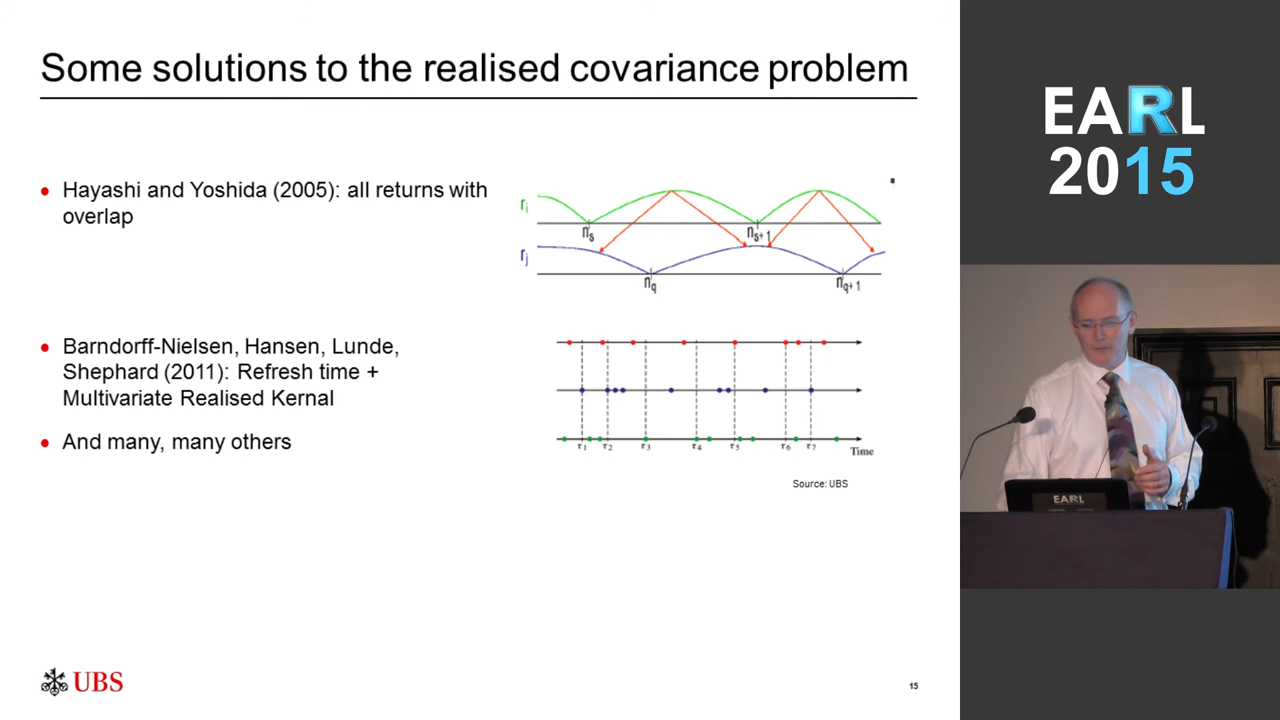 Some solutions to the realised covariance problem
Hayashi and Yoshida (2005): all returns with
overlap
ri
ns
ns+1
rj
nq
nq+1
Barndorff-Nielsen, Hansen, Lunde,
Shephard (2011): Refresh time +
Multivariate Realised Kernal
And many, many others
τ1 τ2 τ3 τ4 τ5 τ6 τ7
Time
Source: UBS
UBS
15
EARL
2015
EARL